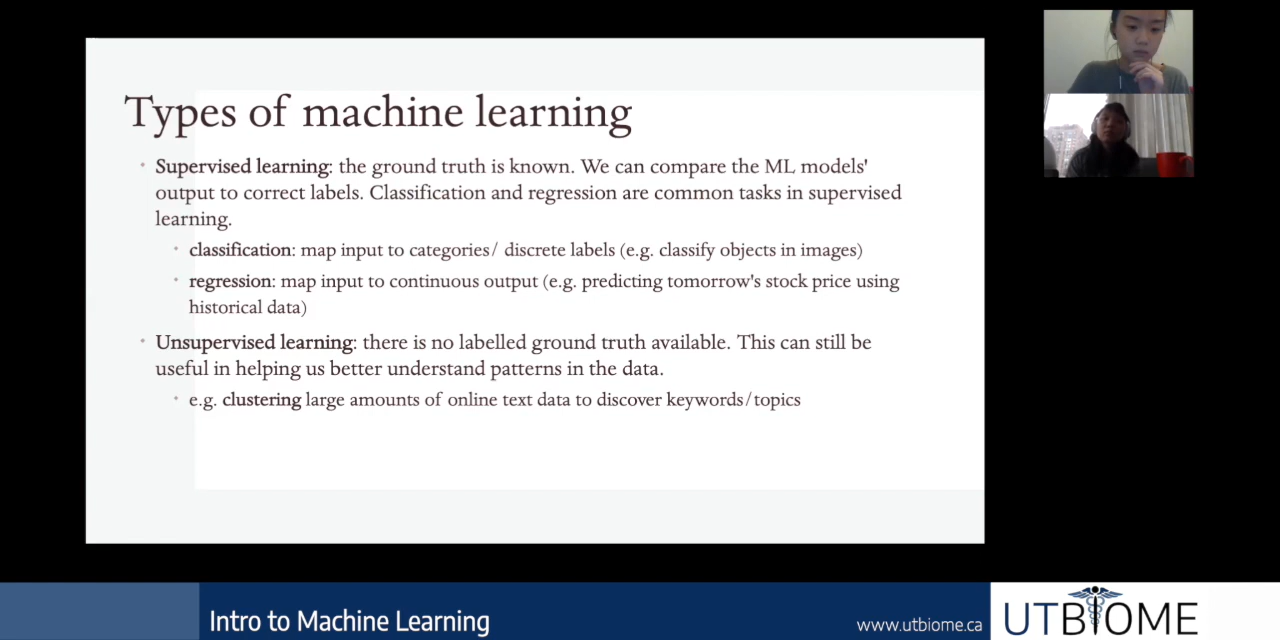 Types of machine learning
Supervised learning: the ground truth is known. We can compare the ML models'
output to correct labels. Classification and regression are common tasks in supervised
learning.
classification: map input to categories/ discrete labels (e.g. classify objects in images)
regression: map input to continuous output (e.g. predicting tomorrow's stock price using
historical data)
Unsupervised learning: there is no labelled ground truth available. This can still be
useful in helping us better understand patterns in the data.
e.g. clustering large amounts of online text data to discover keywords/topics
Intro to Machine Learning
www.utbiome.ca
UTBIOME